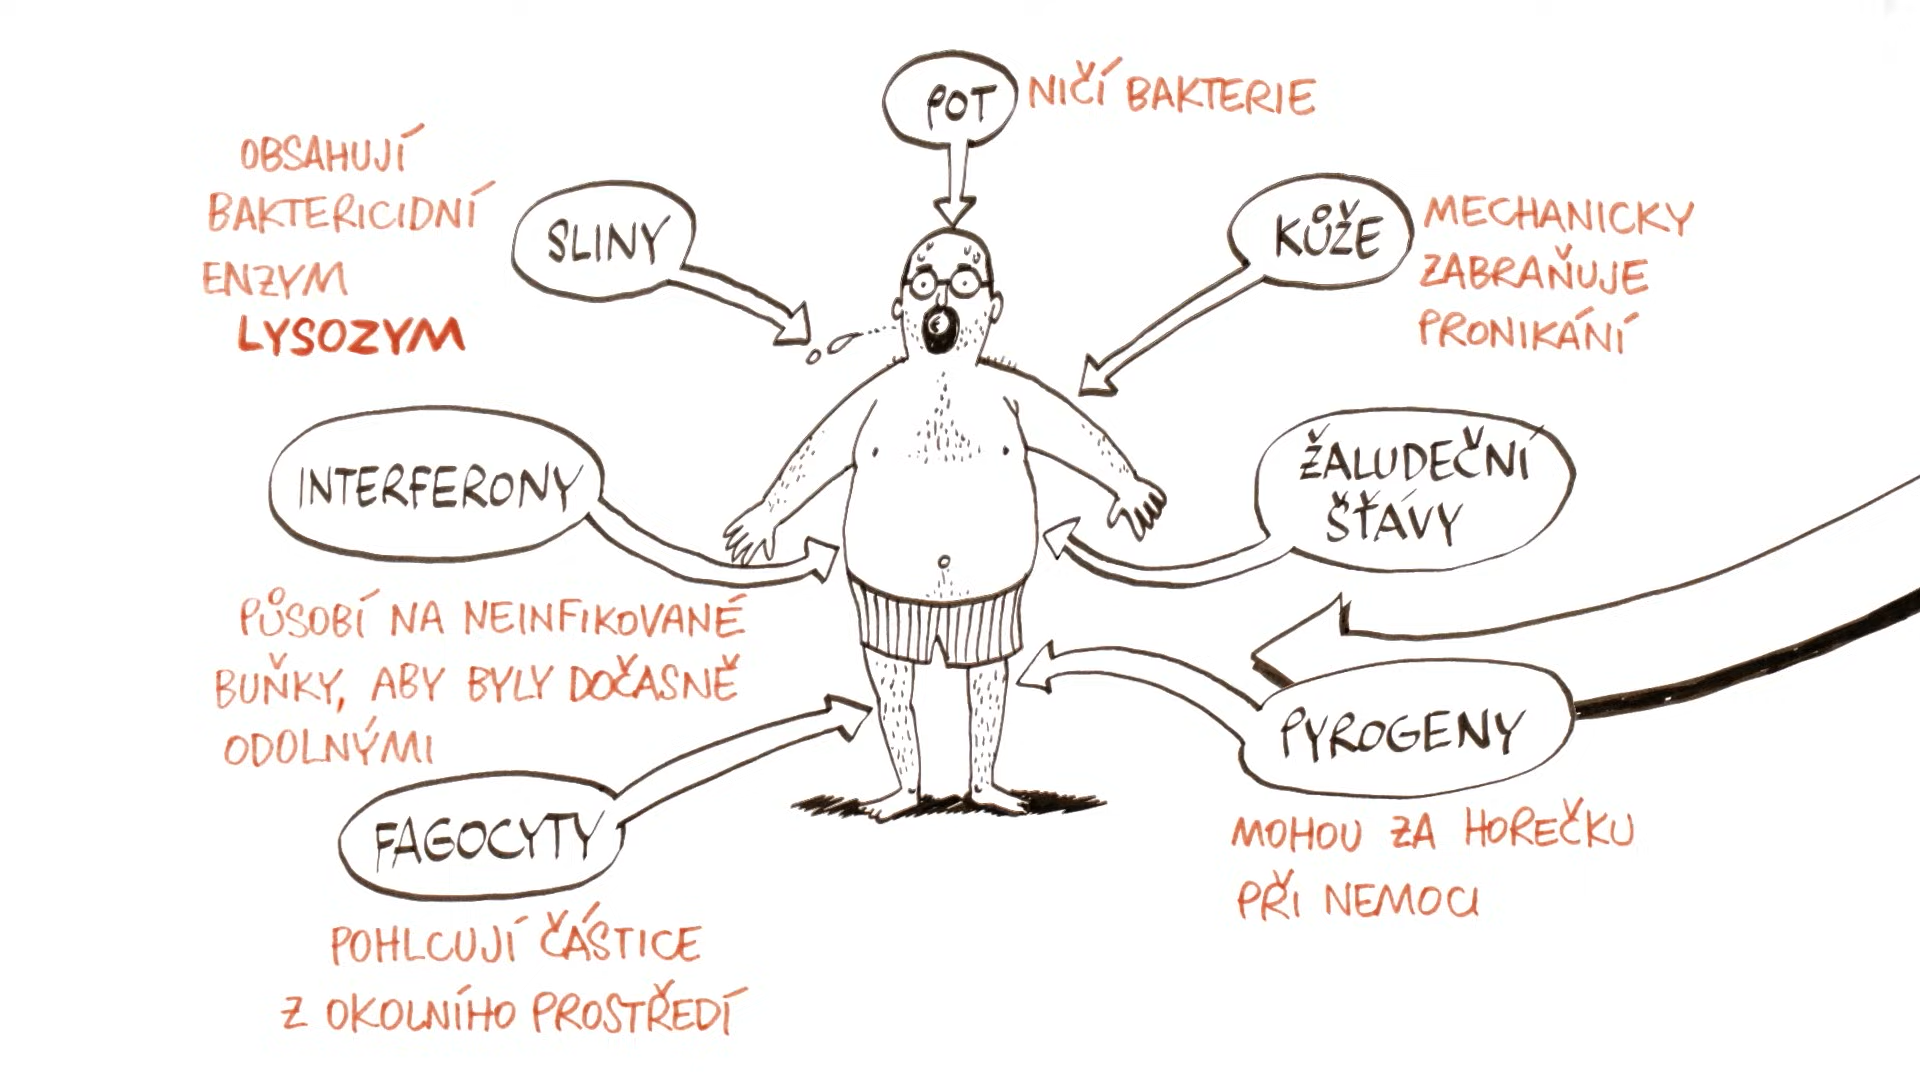 POT
NIČÍ BAKTERIE
OBSAHUJÍ
BAKTERICIDNÍ
ENZYM
LYSOZYM
SLINY
KŮŽE
MECHANICKY
ZABRAŇUJE
PRONIKÁNÍ
INTERFERONY
PŮSOBÍ NA NEINFIKOVANÉ
BUŇKY, ABY BYLY DOČASNĚ
ODOLNÝMI
ŽALUDEČNÍ
ŠŤÁVY
FAGOCYTY
POHLCUJÍ ČÁSTICE
Z OKOLNÍHO PROSTŘEDÍ
PYROGENY
MOHOU ZA HOREČKU
PŘI NEMOCI